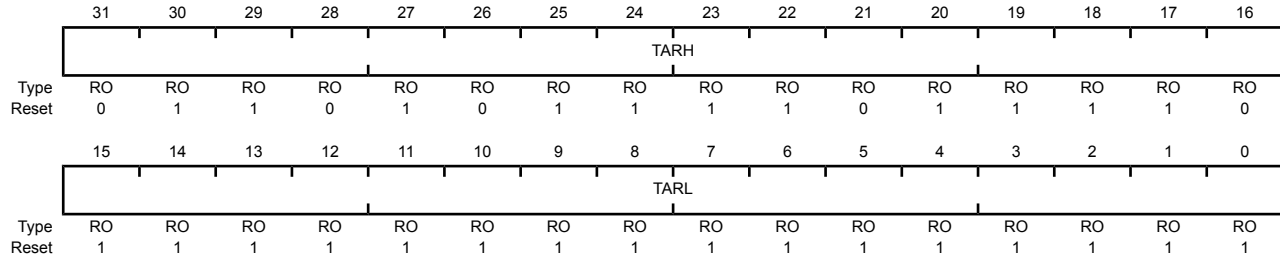 31 30 29 28 27 26 25 24 23 22 21 20 19 18 17 16
TARH
Type RO RO RO RO RO RO RO RO RO RO RO RO RO RO RO RO
Reset 0 1 1 0 1 0 1 1 1 1 0 1 1 1 1 0
15 14 13 12 11 10 9 8 7 6 5 4 3 2 1 0
TARL
Type RO RO RO RO RO RO RO RO RO RO RO RO RO RO RO RO
Reset 1 1 1 1 1 1 1 1 1 1 1 1 1 1 1 1